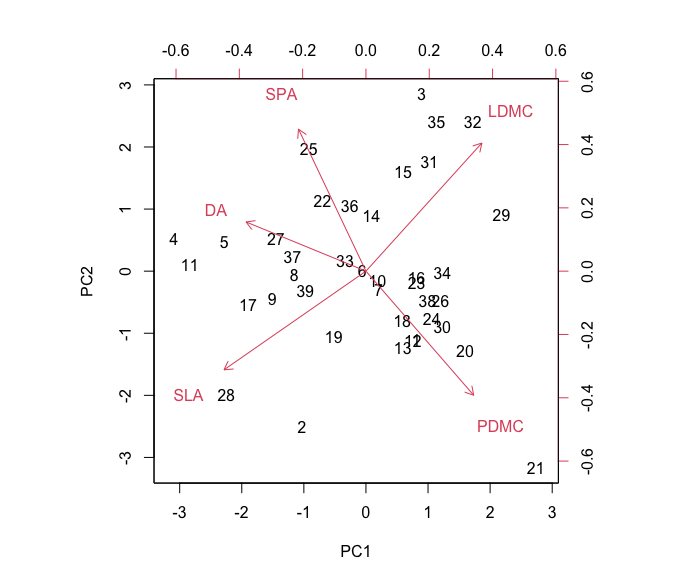 -0.6 -0.4 -0.2 0.0 0.2 0.4 0.6
3 2 1 0 -1 -2 -3
PC2
0.6 0.4 0.2 0.0 -0.2 -0.4 -0.6
SPA 3
LDMC
35 32
25
31
15
22 36
DA 14 29
4 5 27
37
11 33
8 6 10 16 34
39 7 23
17 9 38 26
18 24
30
19 12
13 20
SLA 28
2 PDMC
21
-3 -2 -1 0 1 2 3
PC1